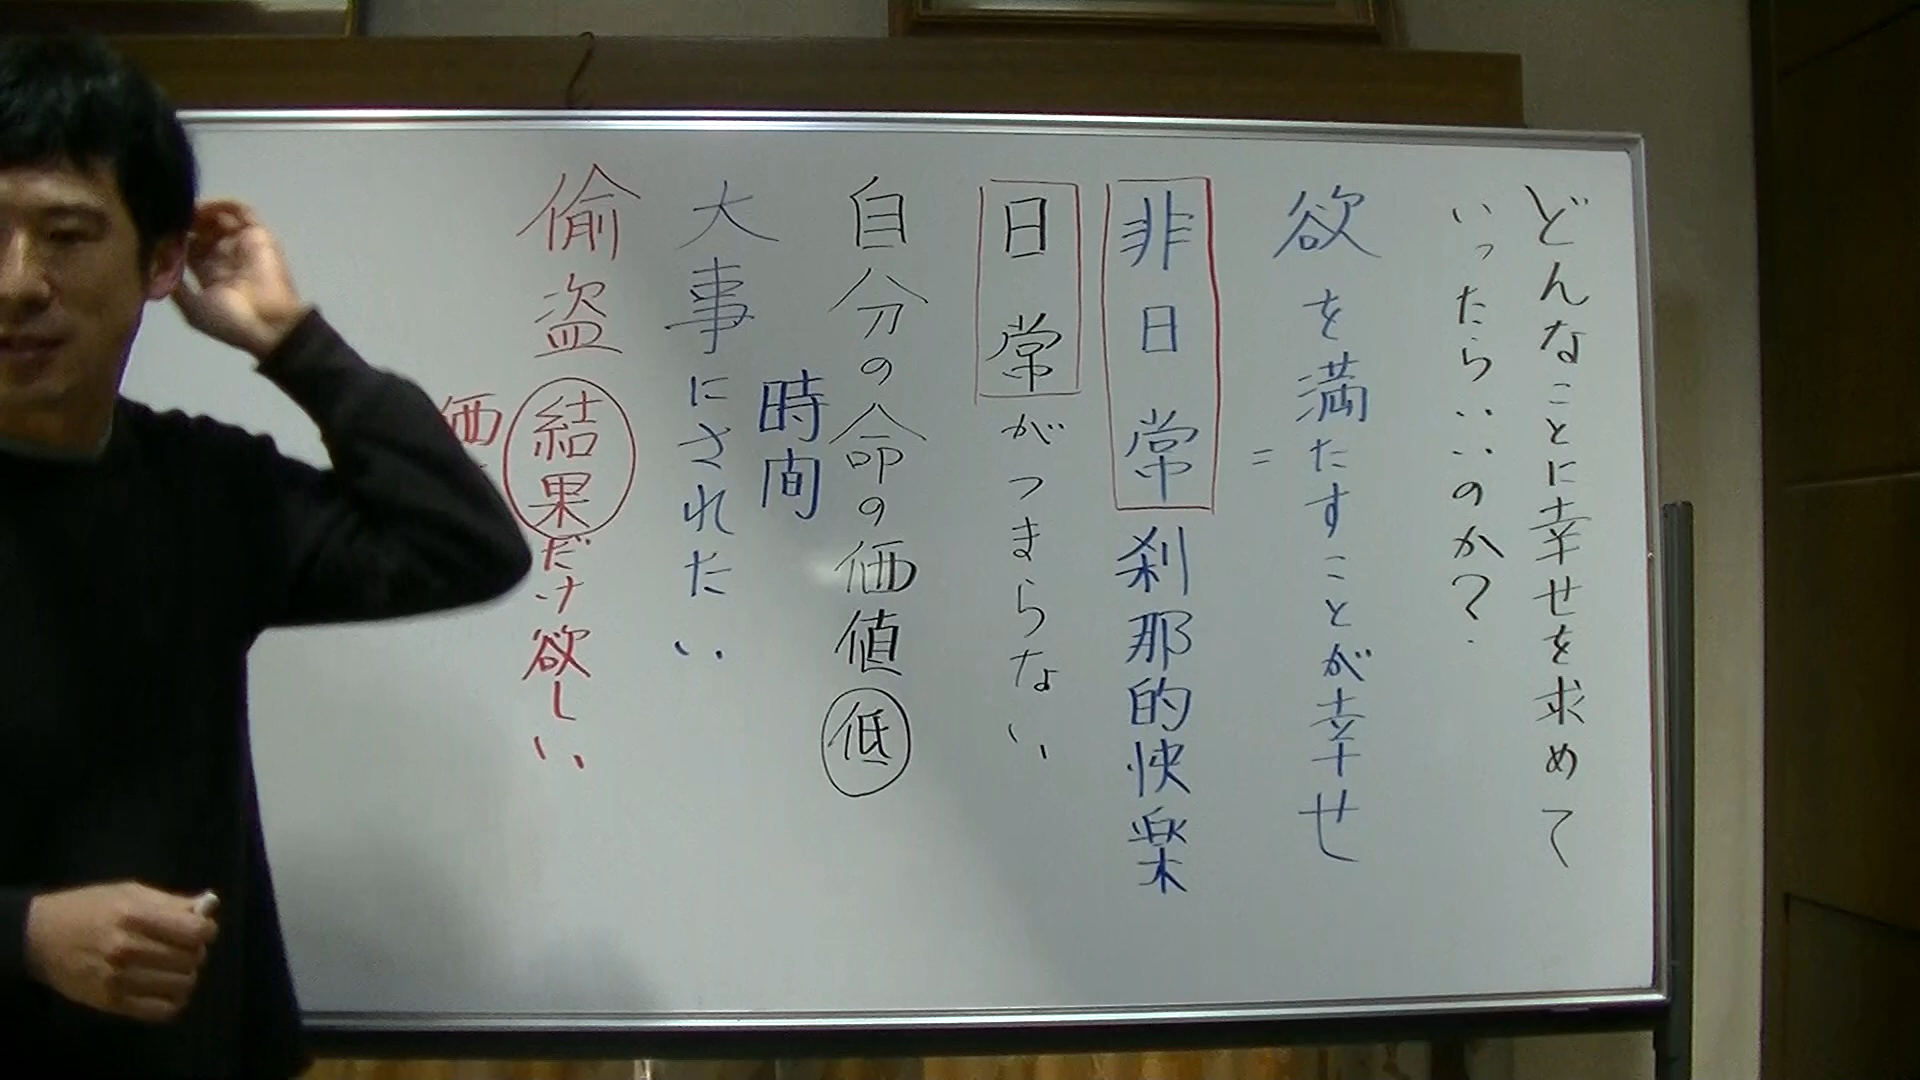 どんなことに幸せを求めて
いったらいいのか?
欲を満たすことが幸せ
=
非日常 刹那的快楽
日常がつまらない
自分の命の価値 低
時間
大事にされたい
偷盗 結果だけ欲しい
価